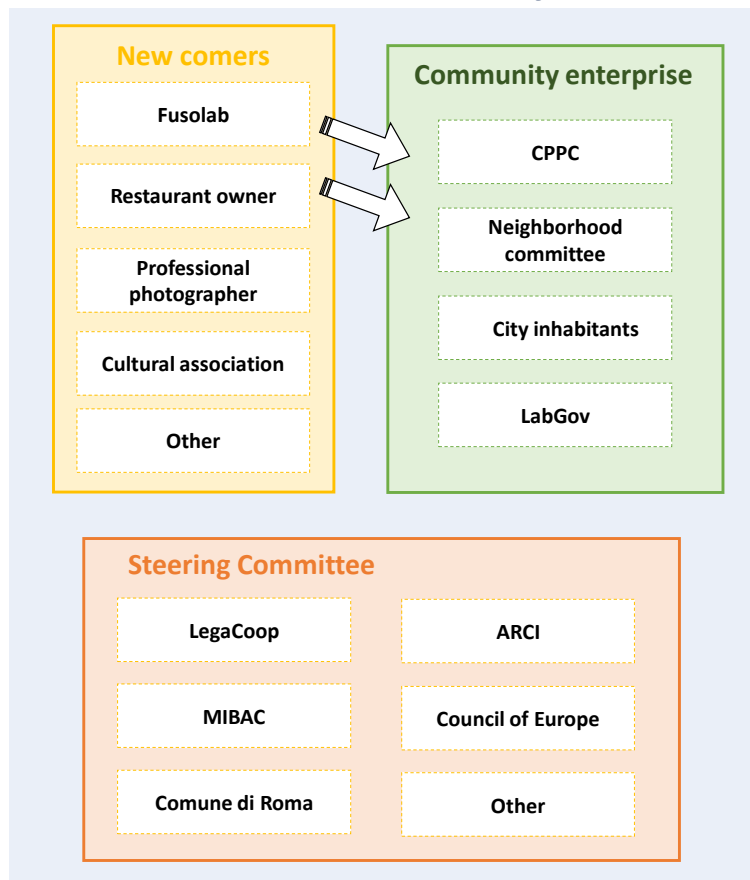 New comers
Fusolab
Restaurant owner
Professional
photographer
Cultural association
Other
Community enterprise
CPPC
Neighborhood
committee
City inhabitants
LabGov
Steering Committee
LegaCoop
ARCI
MIBAC
Council of Europe
Comune di Roma
Other